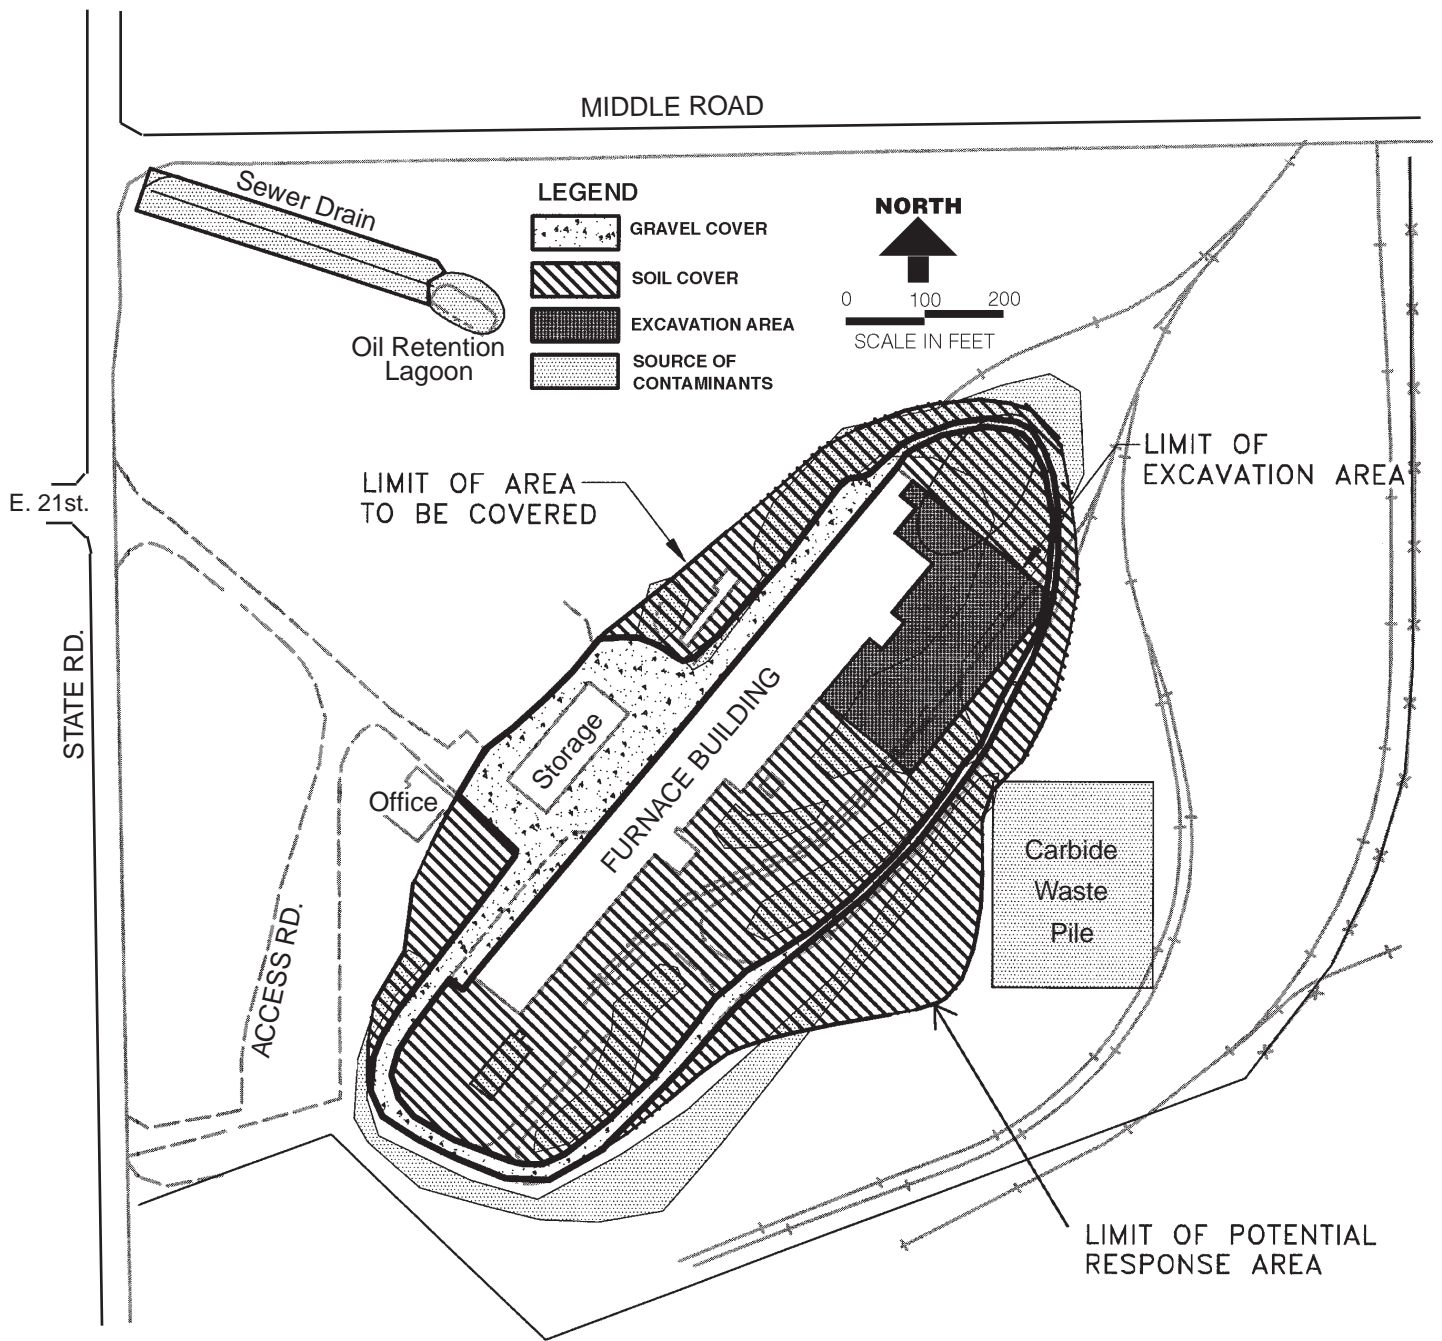 MIDDLE ROAD
Sewer Drain
LEGEND
GRAVEL COVER
SOIL COVER
EXCAVATION AREA
SOURCE OF
CONTAMINANTS
NORTH
0 100 200
SCALE IN FEET
Oil Retention
Lagoon
LIMIT OF
EXCAVATION AREA
LIMIT OF AREA
TO BE COVERED
E. 21st.
STATE RD.
Storage
FURNACE BUILDING
Office
Carbide
Waste
Pile
ACCESS RD.
LIMIT OF POTENTIAL
RESPONSE AREA